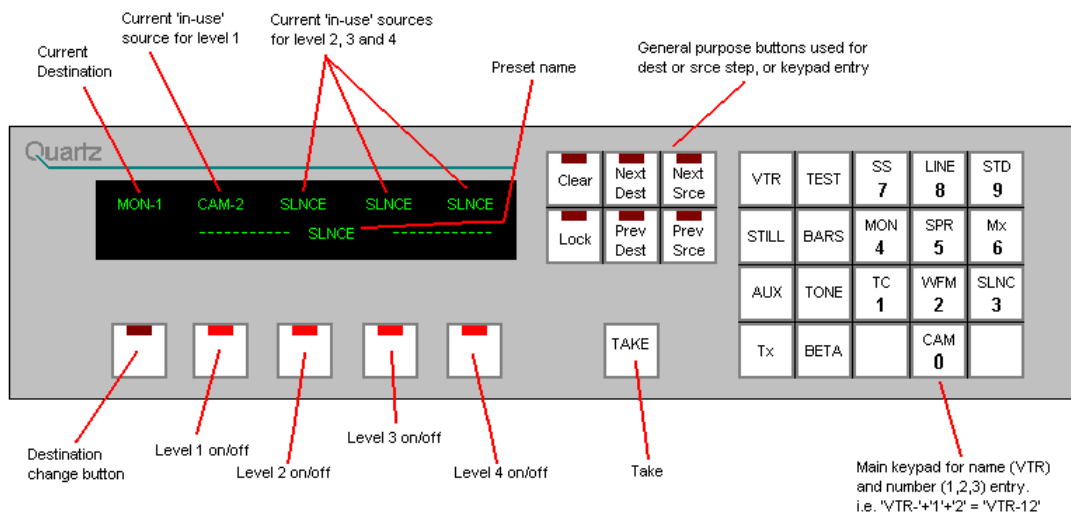 Current 'in-use'
source for level 1
Current 'in-use' sources
for level 2, 3 and 4
General purpose buttons used for
dest or srce step, or keypad entry
Current
Destination
Preset name
Quartz
MON-1 CAM-2 SLNCE SLNCE SLNCE
---------- SLNCE -----------
Clear Next Dest Next Srce
Lock Prev Dest Prev Srce
VTR TEST SS 7 LINE 8 STD 9
STILL BARS MON 4 SPR 5 Mx 6
AUX TONE TC 1 WFM 2 SLNC 3
Tx BETA CAM 0
TAKE
Destination
change button
Level 1 on/off
Level 2 on/off
Level 3 on/off
Level 4 on/off
Take
Main keypad for name (VTR)
and number (1,2,3) entry.
i.e. 'VTR-'+'1'+'2' = 'VTR-12'